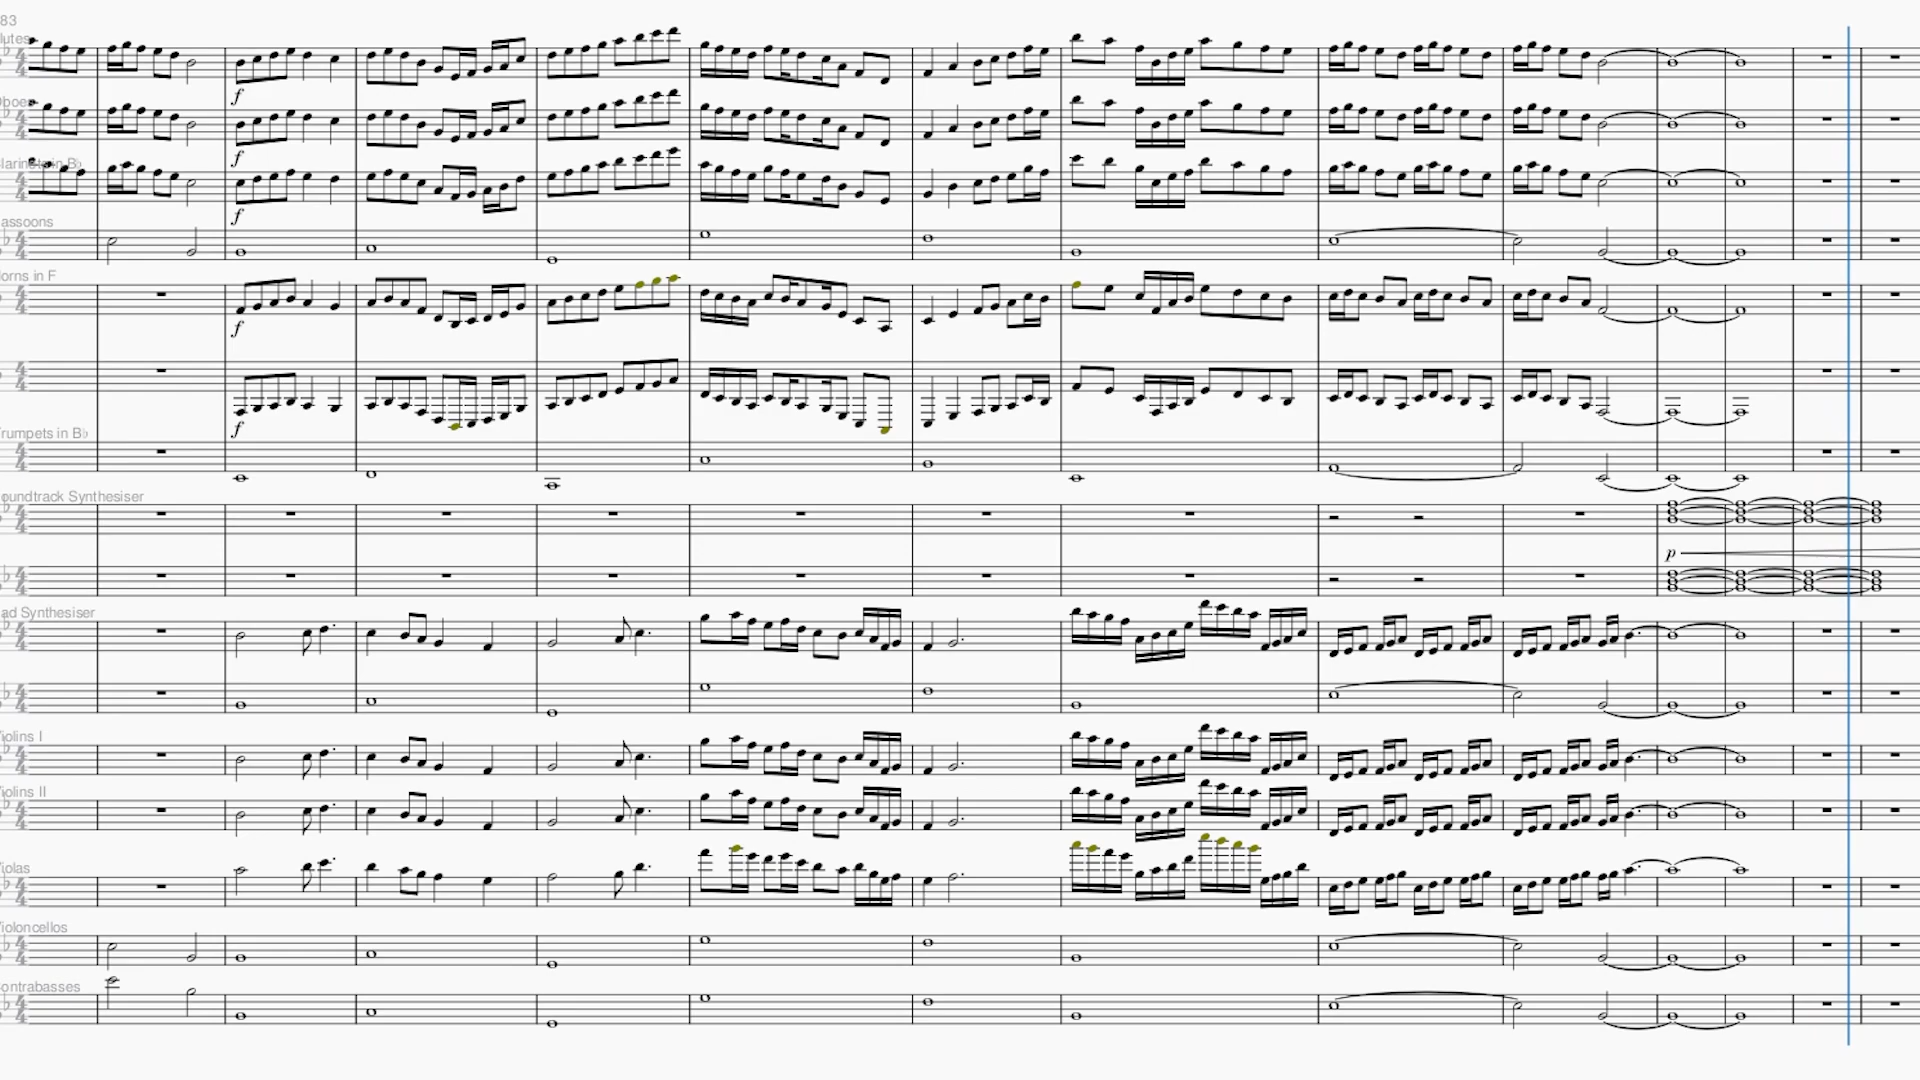 83
lutes
boes
larinets in B♭
assoons
orns in F
rumpets in B♭
oundtrack Synthesiser
ad Synthesiser
iolins I
iolins II
iolas
ioloncellos
ontrabasses
f
f
f
f
f
p